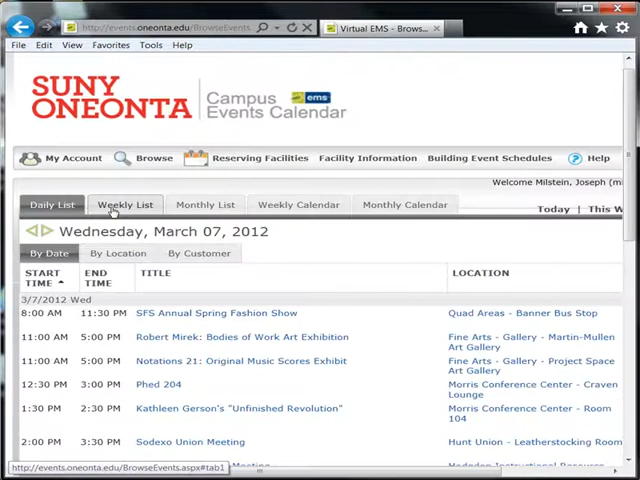 http://events.oneonta.edu/BrowseEvents.
Virtual EMS - Brows...
File Edit View Favorites Tools Help
SUNY
ONEONTA
Campus
Events Calendar
ems
My Account Browse Reserving Facilities Facility Information Building Event Schedules Help
Welcome Milstein, Joseph (mi
Daily List Weekly List Monthly List Weekly Calendar Monthly Calendar
Today | This W
Wednesday, March 07, 2012
By Date By Location By Customer
START TIME END TIME TITLE LOCATION
3/7/2012 Wed
8:00 AM 11:30 PM SFS Annual Spring Fashion Show Quad Areas - Banner Bus Stop
11:00 AM 5:00 PM Robert Mirek: Bodies of Work Art Exhibition Fine Arts - Gallery - Martin-Mullen
Art Gallery
11:00 AM 5:00 PM Notations 21: Original Music Scores Exhibit Fine Arts - Gallery - Project Space
Art Gallery
12:30 PM 3:00 PM Phed 204 Morris Conference Center - Craven
Lounge
1:30 PM 2:30 PM Kathleen Gerson's "Unfinished Revolution" Morris Conference Center - Room
104
2:00 PM 3:30 PM Sodexo Union Meeting Hunt Union - Leatherstocking Room
http://events.oneonta.edu/BrowseEvents.aspx#tab1
Meeting